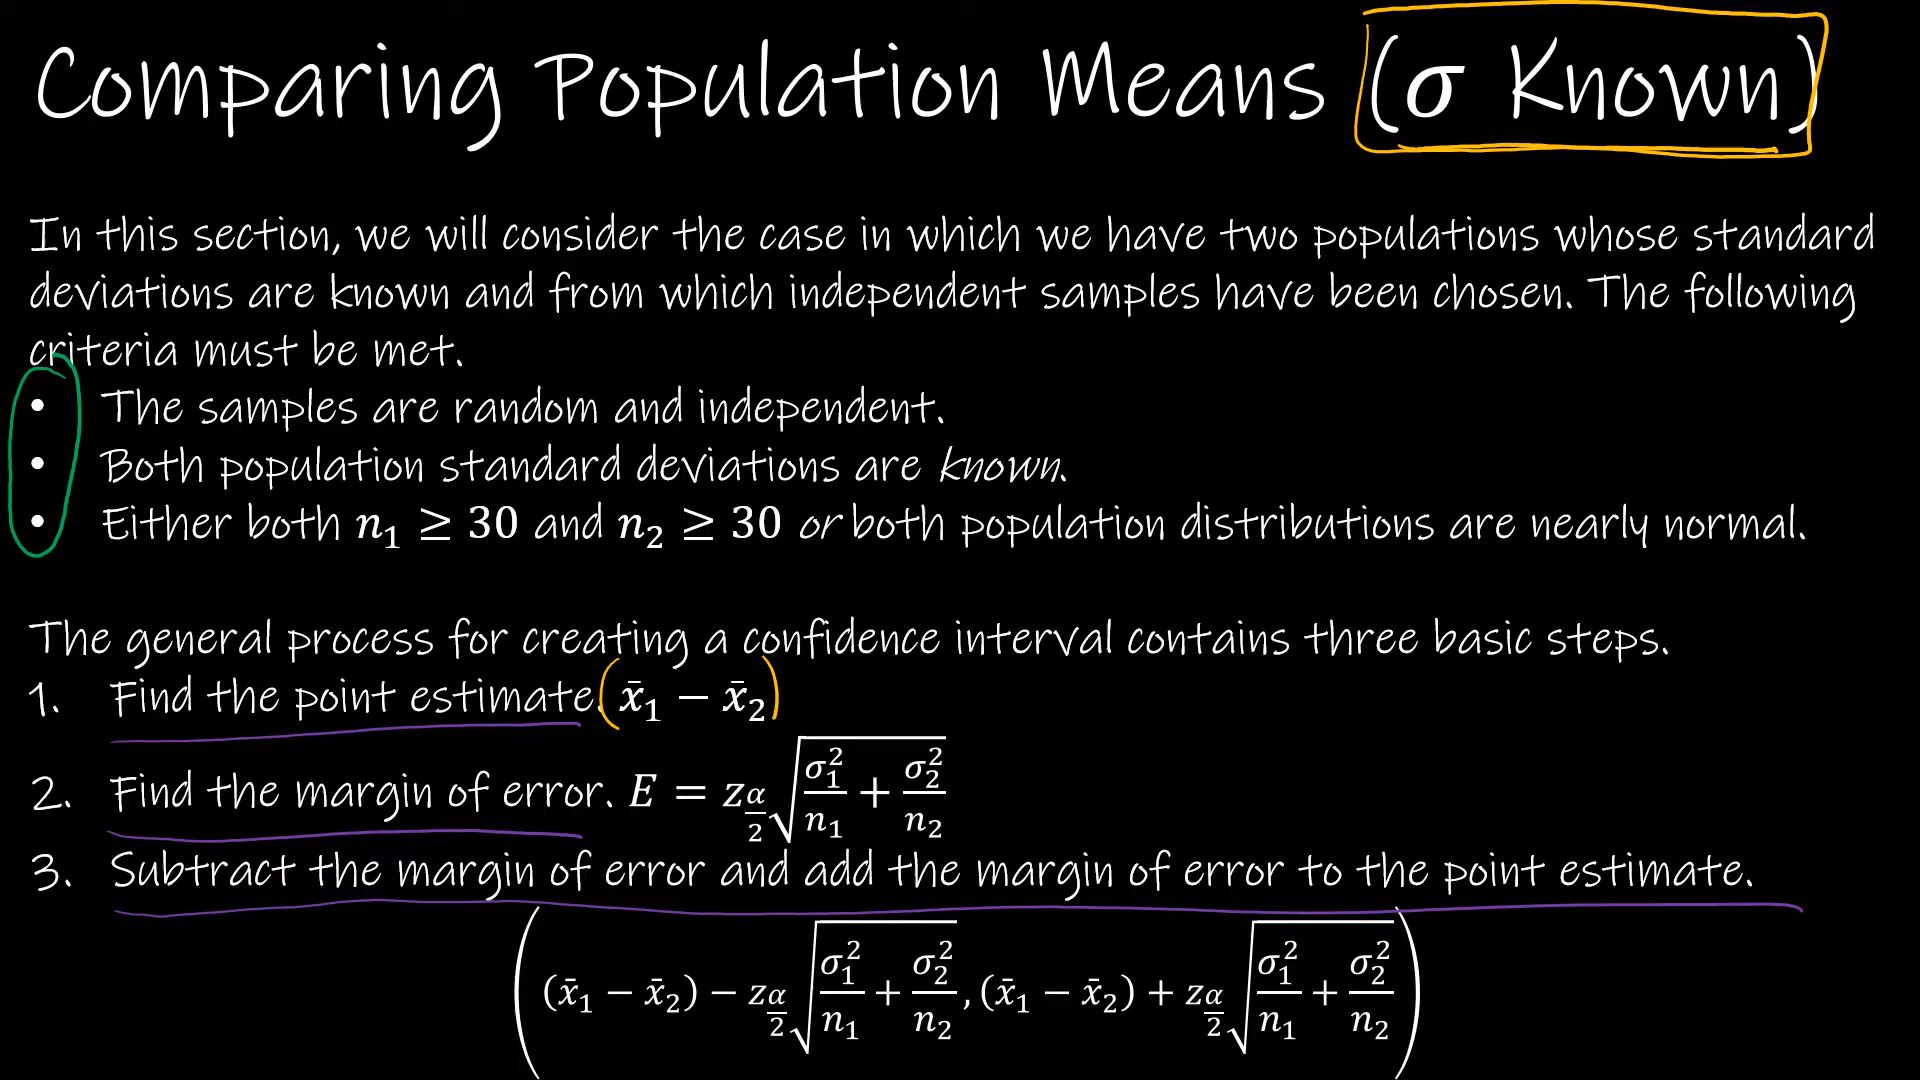 Comparing Population Means (σ Known)
In this section, we will consider the case in which we have two populations whose standard
deviations are known and from which independent samples have been chosen. The following
criteria must be met.
• The samples are random and independent.
• Both population standard deviations are known.
• Either both n₁ ≥ 30 and n₂ ≥ 30 or both population distributions are nearly normal.
The general process for creating a confidence interval contains three basic steps.
1. Find the point estimate. (x̄₁ − x̄₂)
2. Find the margin of error. E = z_{α/2} √(σ₁²/n₁ + σ₂²/n₂)
3. Subtract the margin of error and add the margin of error to the point estimate.
((x̄₁ − x̄₂) − z_{α/2} √(σ₁²/n₁ + σ₂²/n₂), (x̄₁ − x̄₂) + z_{α/2} √(σ₁²/n₁ + σ₂²/n₂))